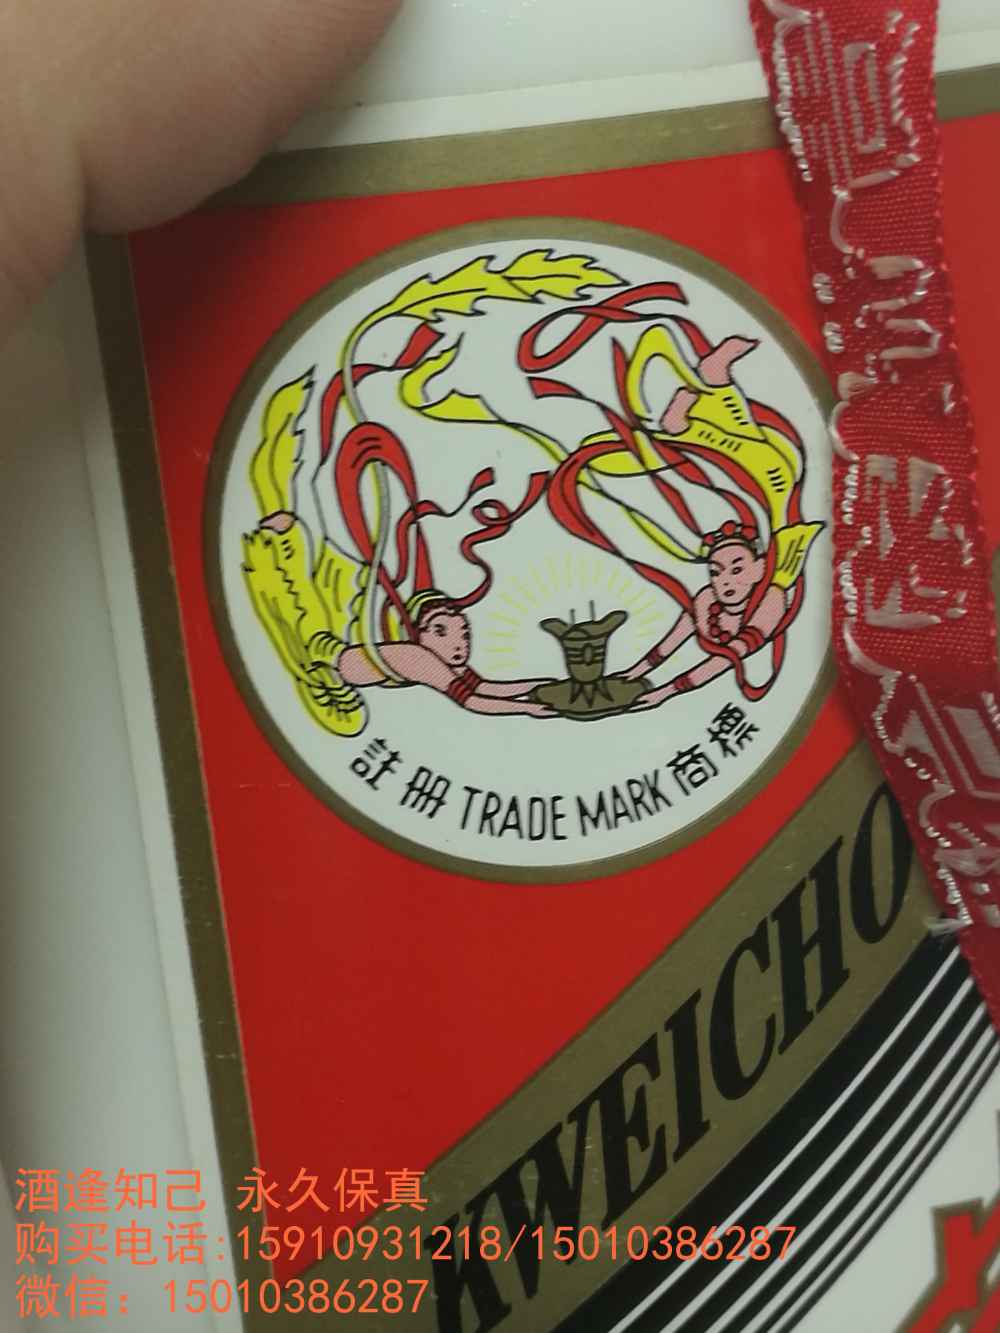 註冊 TRADE MARK 商標
KWEICHO
酒逢知己 永久保真
购买电话:15910931218/15010386287
微信：15010386287